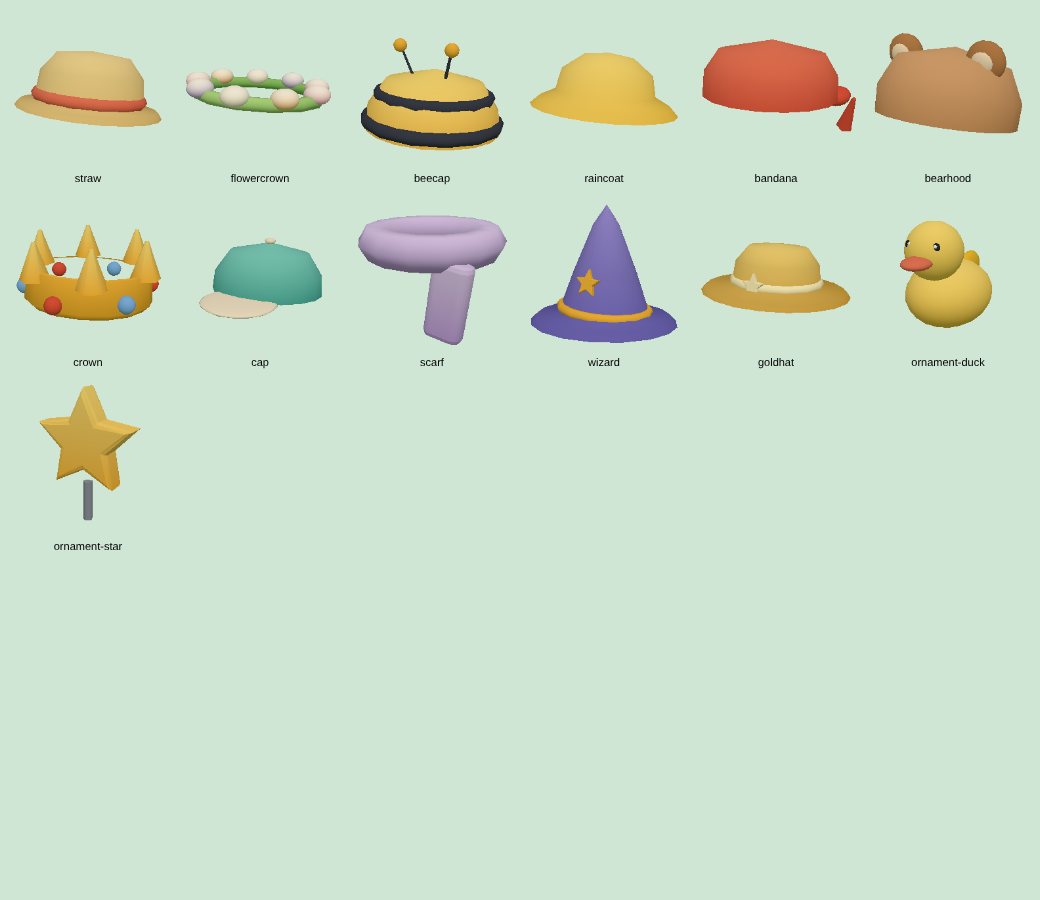 straw
flowercrown
beecap
raincoat
bandana
bearhood
crown
cap
scarf
wizard
goldhat
ornament-duck
ornament-star